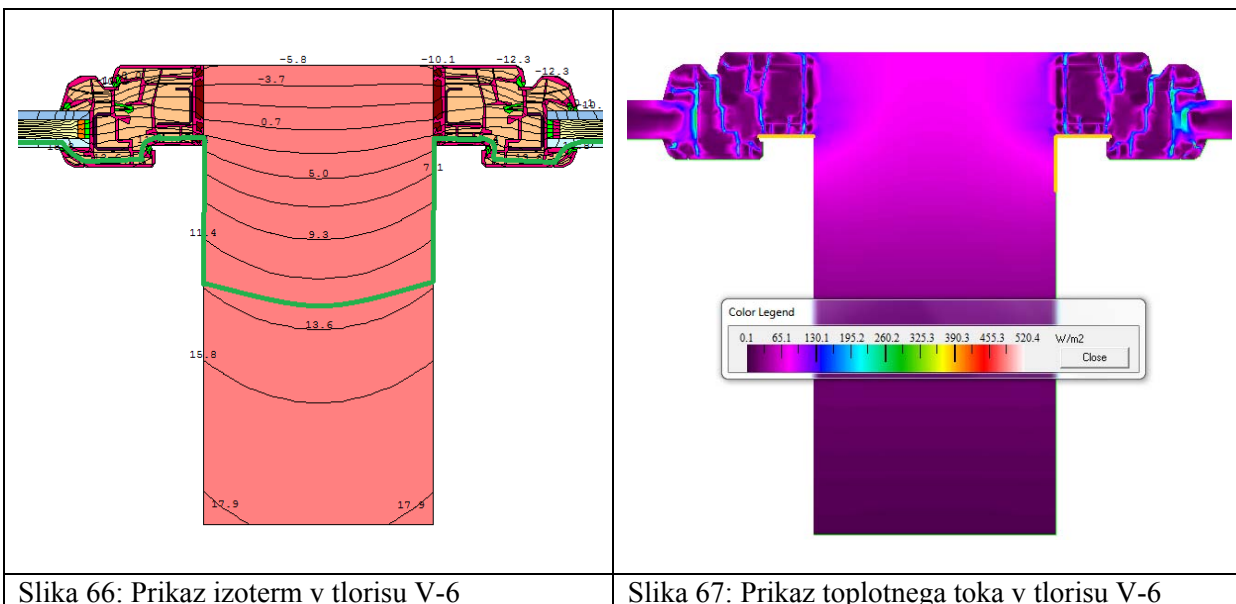 -5.8
-10.1
-12.3
-3.7
-12.3
0.7
5.0
7.1
11.4
9.3
13.6
15.8
17.9
17.9
Color Legend
0.1 65.1 130.1 195.2 260.2 325.3 390.3 455.3 520.4 W/m2
Close
Slika 66: Prikaz izoterm v tlorisu V-6
Slika 67: Prikaz toplotnega toka v tlorisu V-6